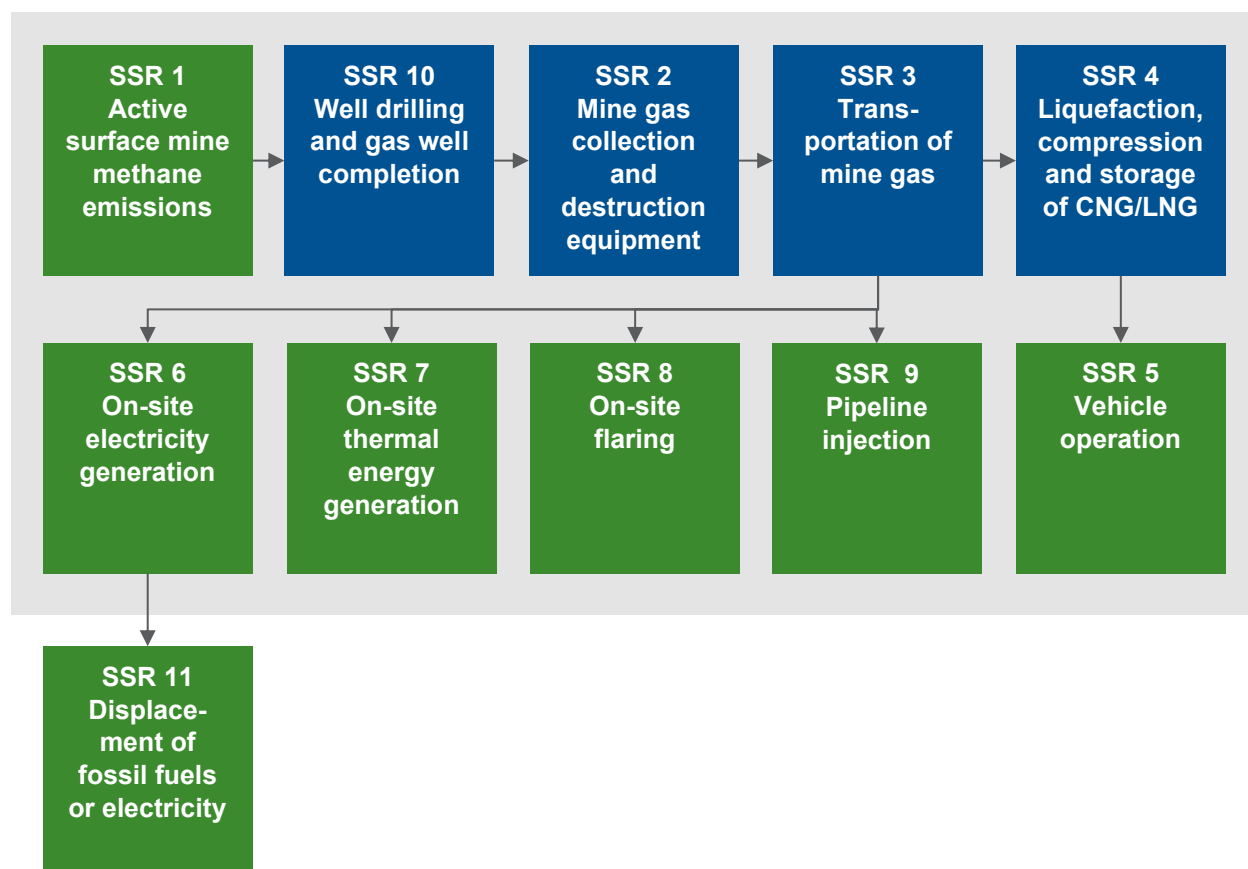 SSR 1
Active
surface mine
methane
emissions
SSR 10
Well drilling
and gas well
completion
SSR 2
Mine gas
collection
and
destruction
equipment
SSR 3
Trans-
portation of
mine gas
SSR 4
Liquefaction,
compression
and storage
of CNG/LNG
SSR 6
On-site
electricity
generation
SSR 7
On-site
thermal
energy
generation
SSR 8
On-site
flaring
SSR 9
Pipeline
injection
SSR 5
Vehicle
operation
SSR 11
Displace-
ment of
fossil fuels
or electricity